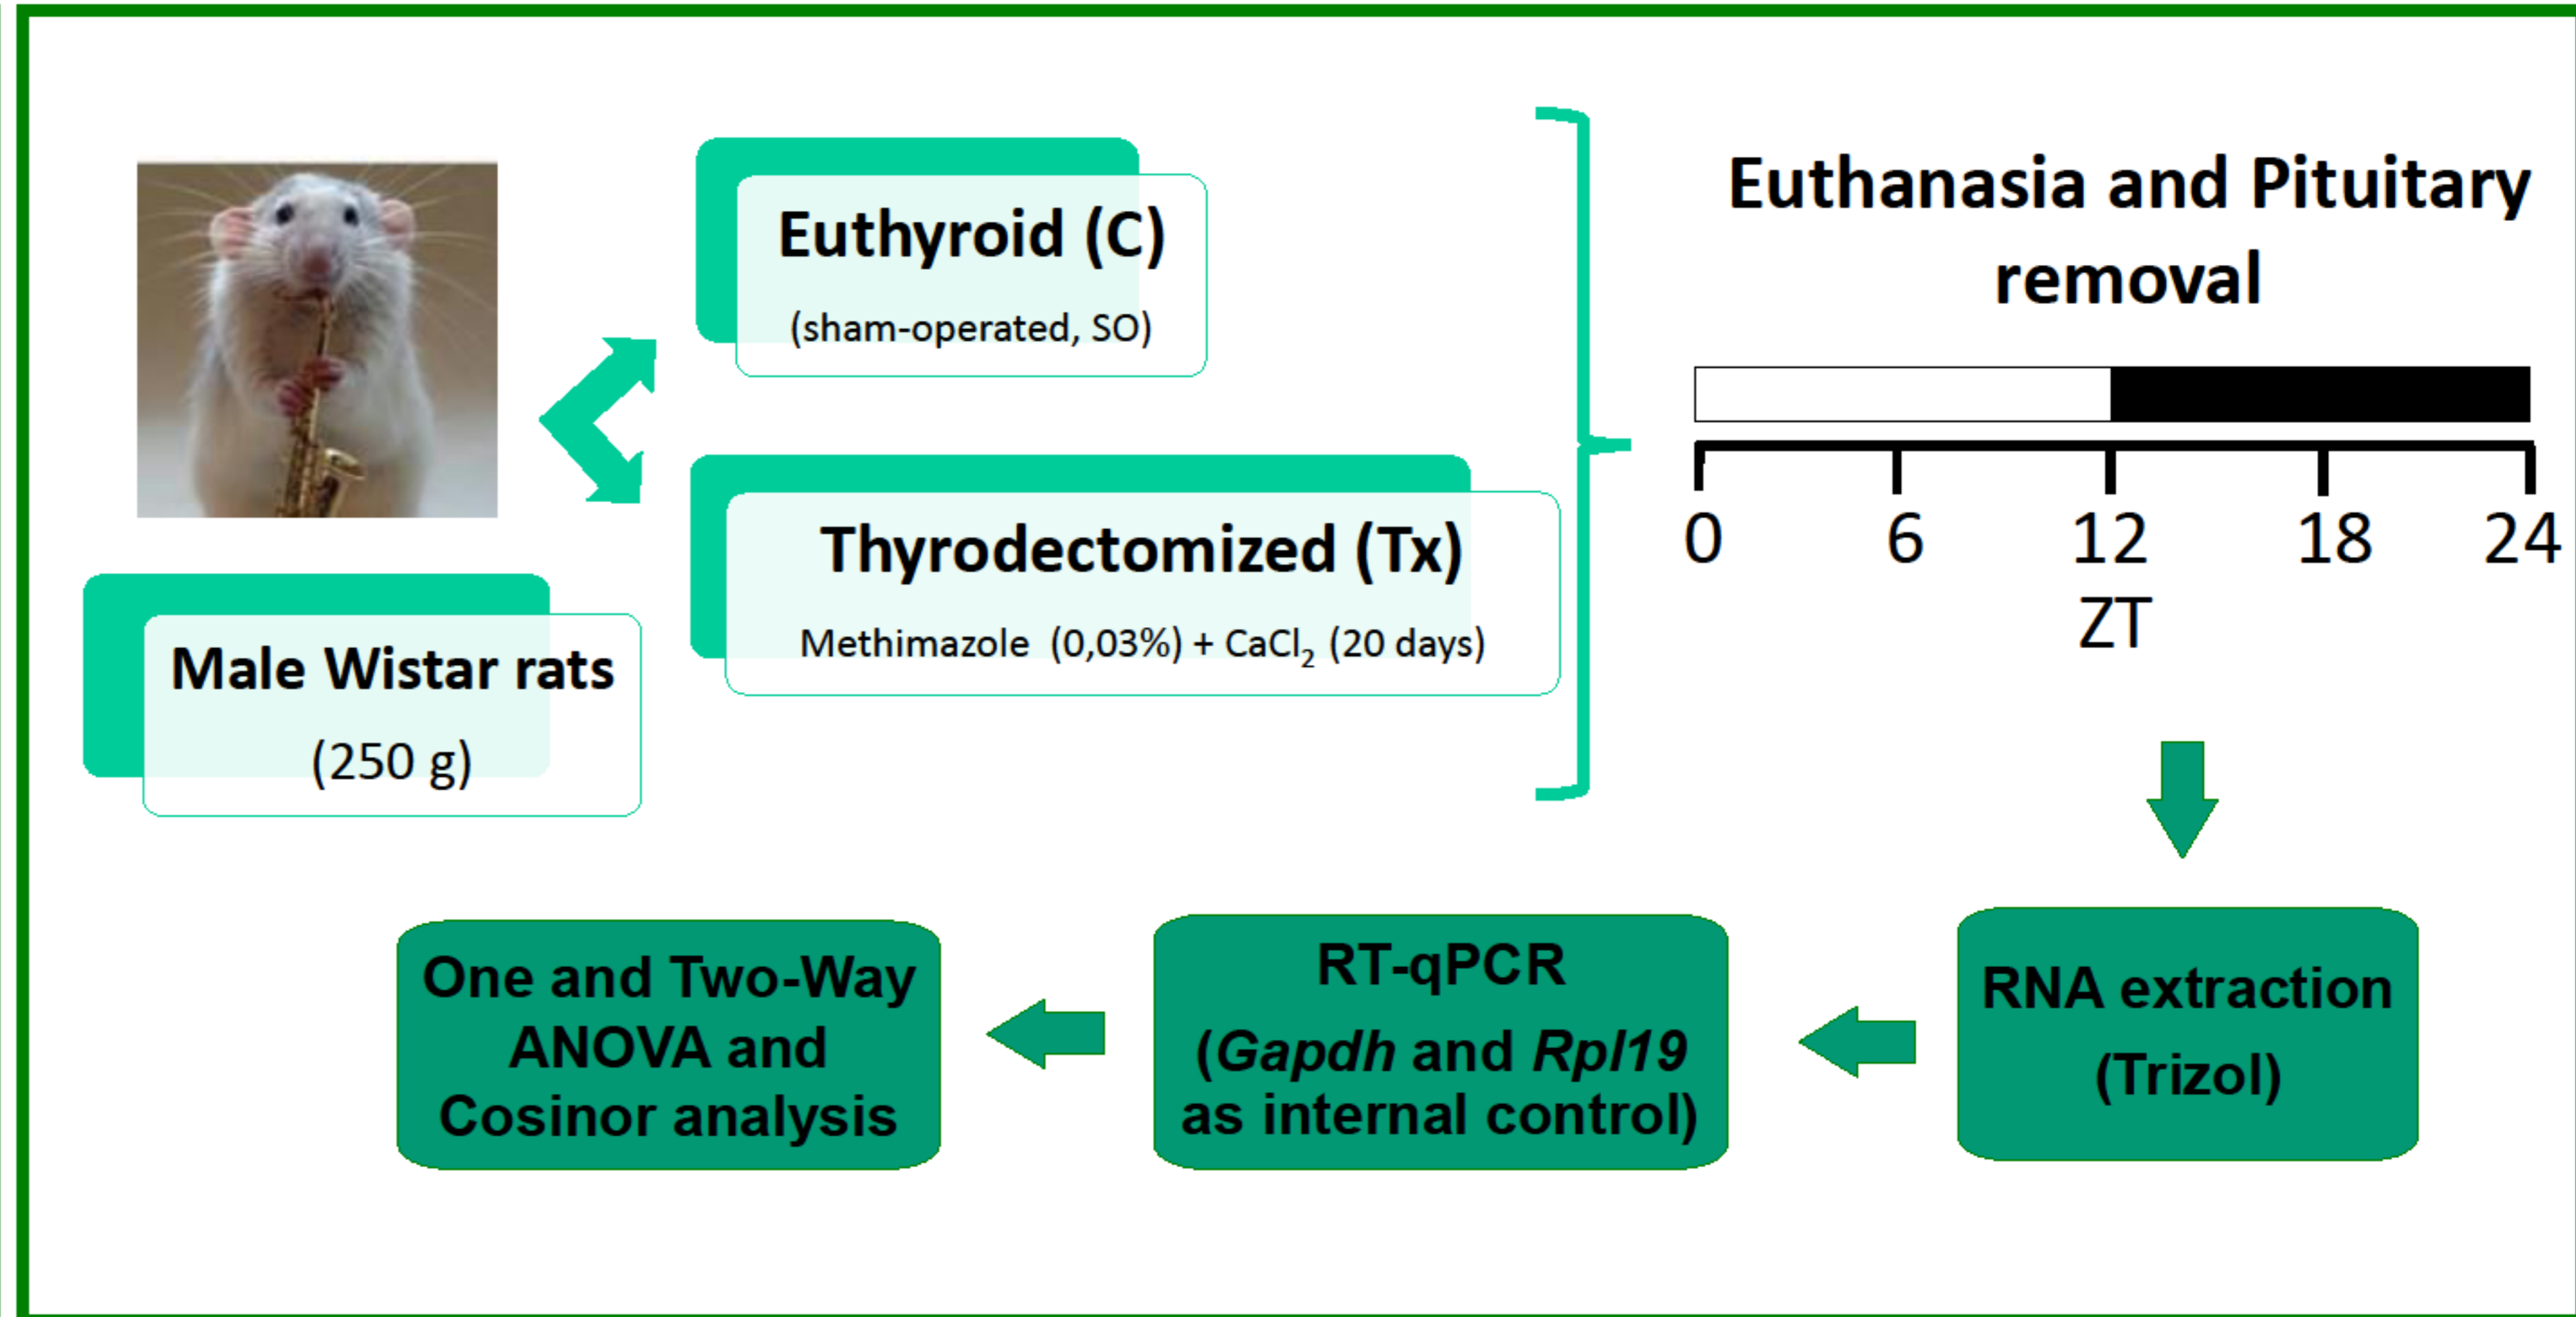 Male Wistar rats
(250 g)
Euthyroid (C)
(sham-operated, SO)
Thyrodectomized (Tx)
Methimazole (0,03%) + CaCl₂ (20 days)
Euthanasia and Pituitary
removal
0 6 12 18 24
ZT
RNA extraction
(Trizol)
RT-qPCR
(Gapdh and Rpl19
as internal control)
One and Two-Way
ANOVA and
Cosinor analysis